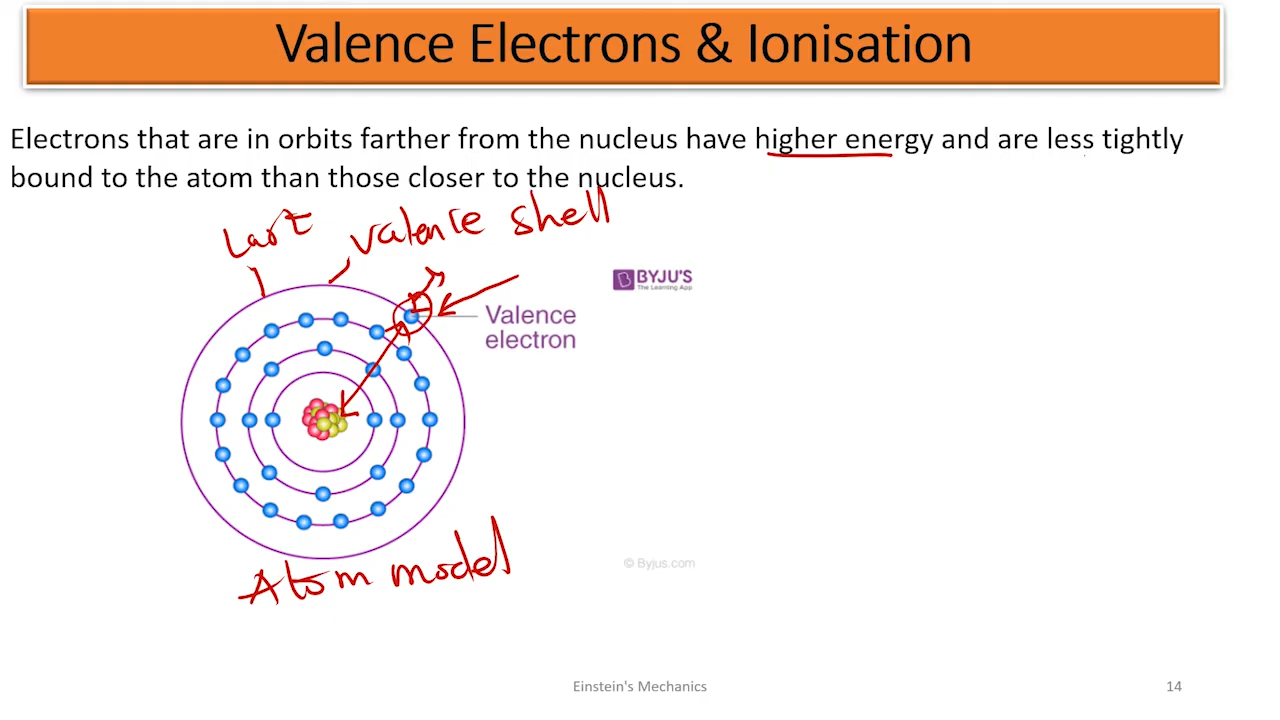 Valence Electrons & Ionisation
Electrons that are in orbits farther from the nucleus have higher energy and are less tightly
bound to the atom than those closer to the nucleus.
Last
Valence shell
BYJU'S
The Learning App
Valence
electron
© Byjus.com
Atom model
Einstein's Mechanics
14